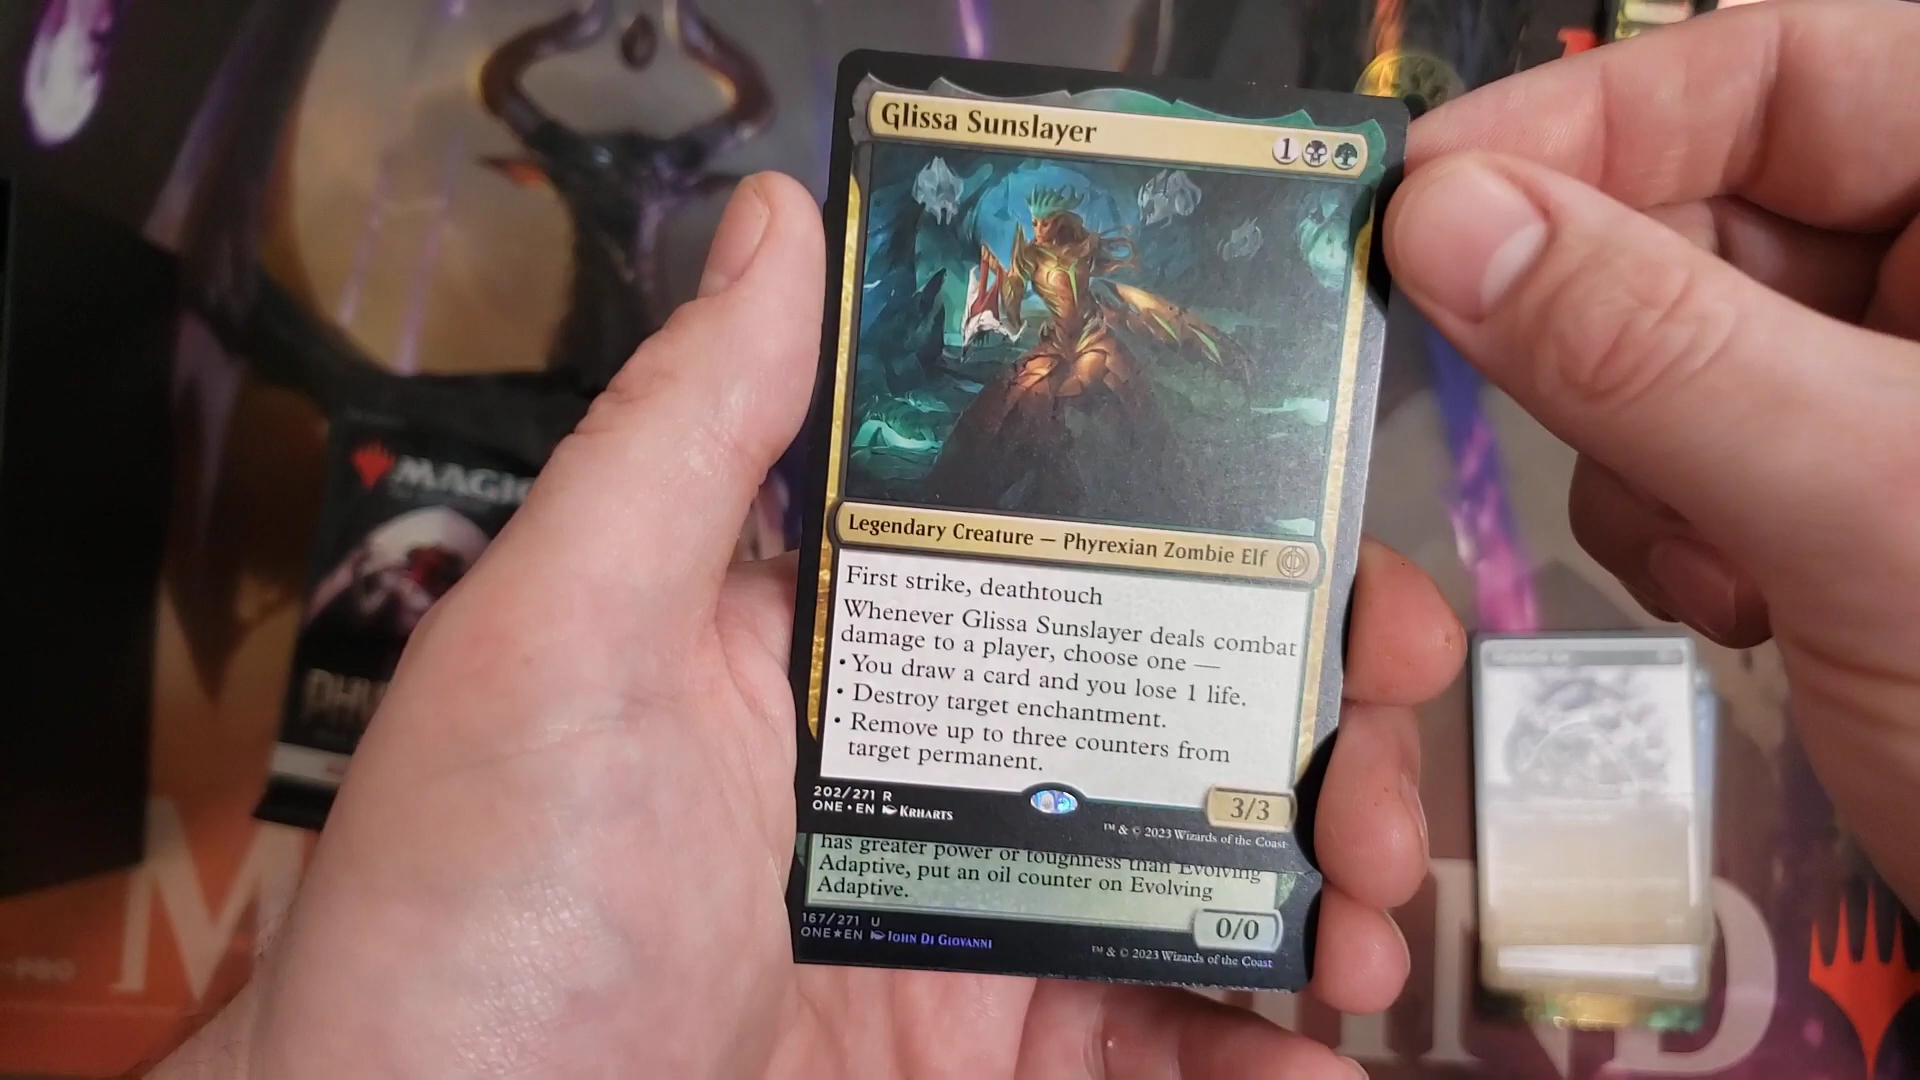 Glissa Sunslayer
1
Legendary Creature — Phyrexian Zombie Elf
First strike, deathtouch
Whenever Glissa Sunslayer deals combat
damage to a player, choose one —
• You draw a card and you lose 1 life.
• Destroy target enchantment.
• Remove up to three counters from
target permanent.
3/3
202/271 R
ONE • EN KRHARTS
™ & © 2023 Wizards of the Coast
has greater power or toughness than Evolving
Adaptive, put an oil counter on Evolving
Adaptive.
0/0
167/271 U
ONE★EN JOHN DI GIOVANNI
™ & © 2023 Wizards of the Coast
MAGIC
M
IND